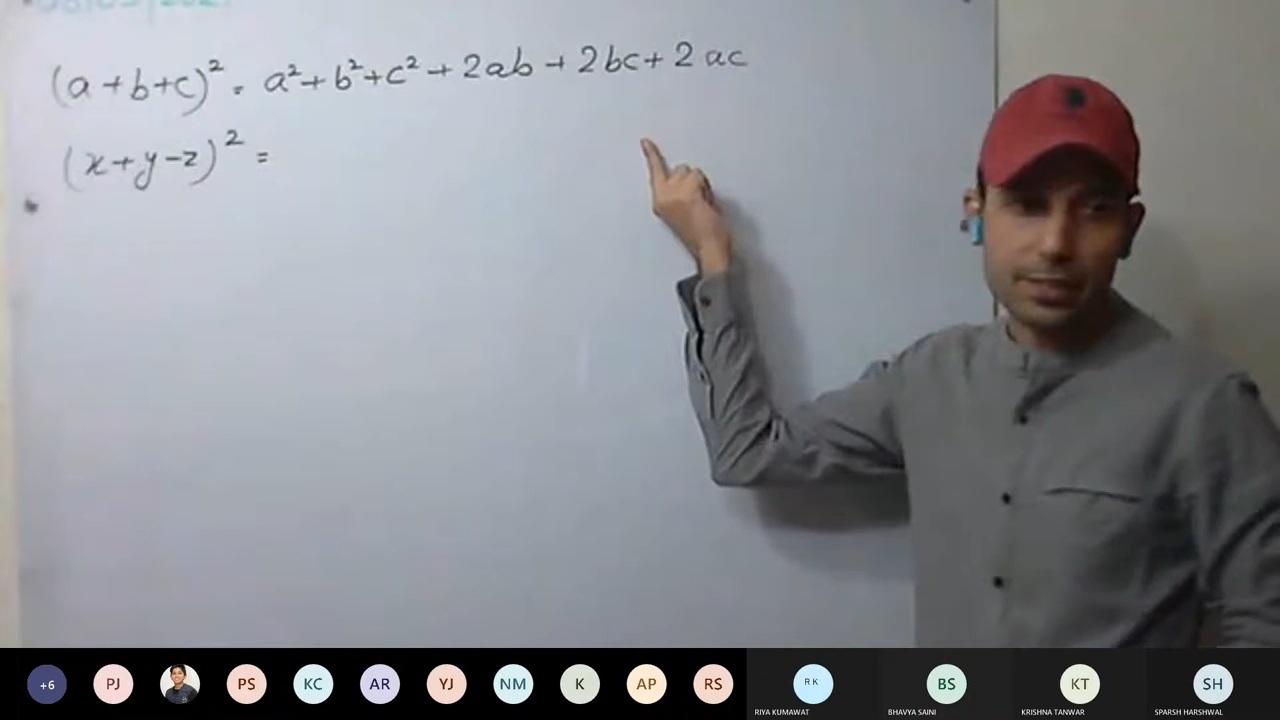 (a+b+c)² = a²+b²+c²+2ab+2bc+2ac
(x+y-z)² =
+6 PJ PS KC AR YJ NM K AP RS RK BS KT SH
RIYA KUMAWAT BHAVYA SAINI KRISHNA TANWAR SPARSH HARSHWAL